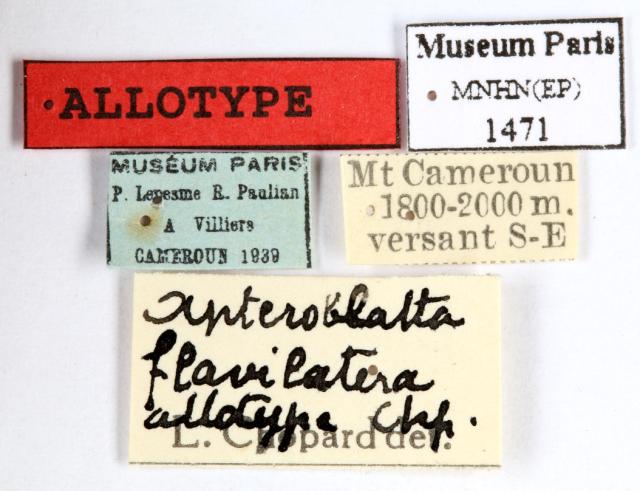 ALLOTYPE
Museum Paris
MNHN(EP)
1471
MUSÉUM PARIS
P. Lepesme R. Paulian
A Villiers
CAMEROUN 1939
Mt Cameroun
1800-2000 m.
versant S-E
Apteroblatta
flavilatera
allotype Chp.
L. Chopard det.